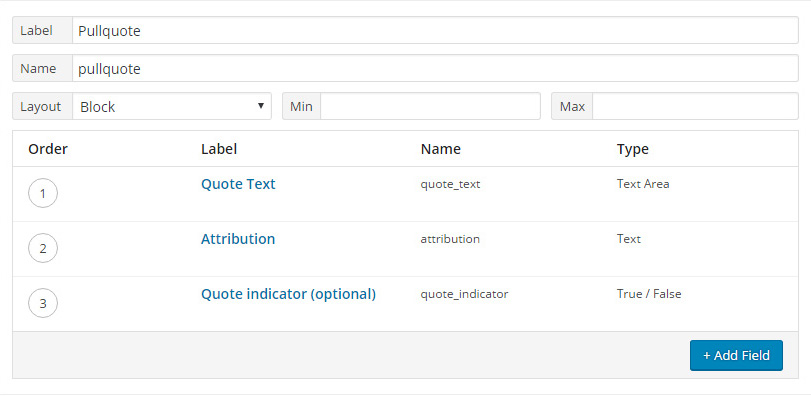 Label Pullquote
Name pullquote
Layout Block Min Max
Order Label Name Type
1 Quote Text quote_text Text Area
2 Attribution attribution Text
3 Quote indicator (optional) quote_indicator True / False
+ Add Field